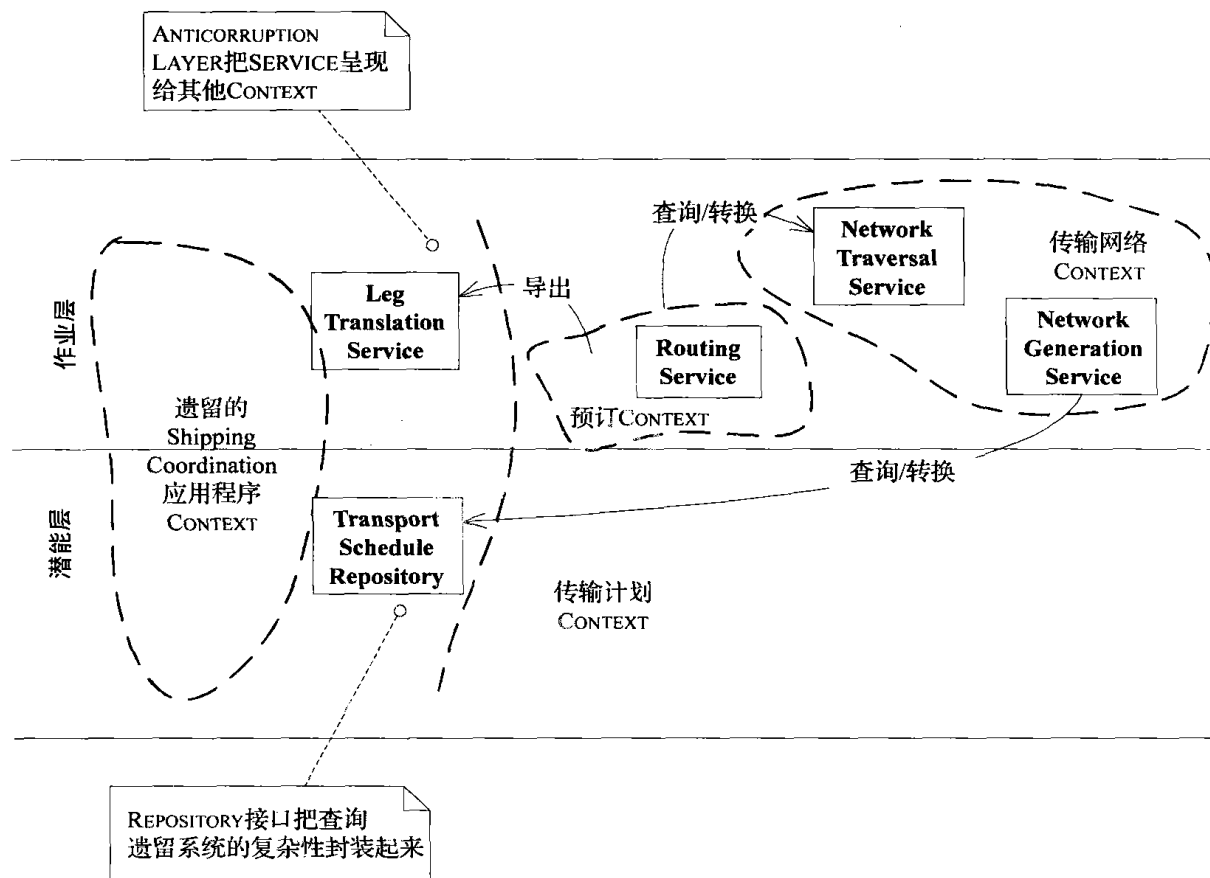 ANTICORRUPTION
LAYER把SERVICE呈现
给其他CONTEXT
作业层
潜能层
遗留的
Shipping
Coordination
应用程序
CONTEXT
Leg
Translation
Service
导出
查询/转换
Network
Traversal
Service
传输网络
CONTEXT
Network
Generation
Service
Routing
Service
预订CONTEXT
查询/转换
Transport
Schedule
Repository
传输计划
CONTEXT
REPOSITORY接口把查询
遗留系统的复杂性封装起来